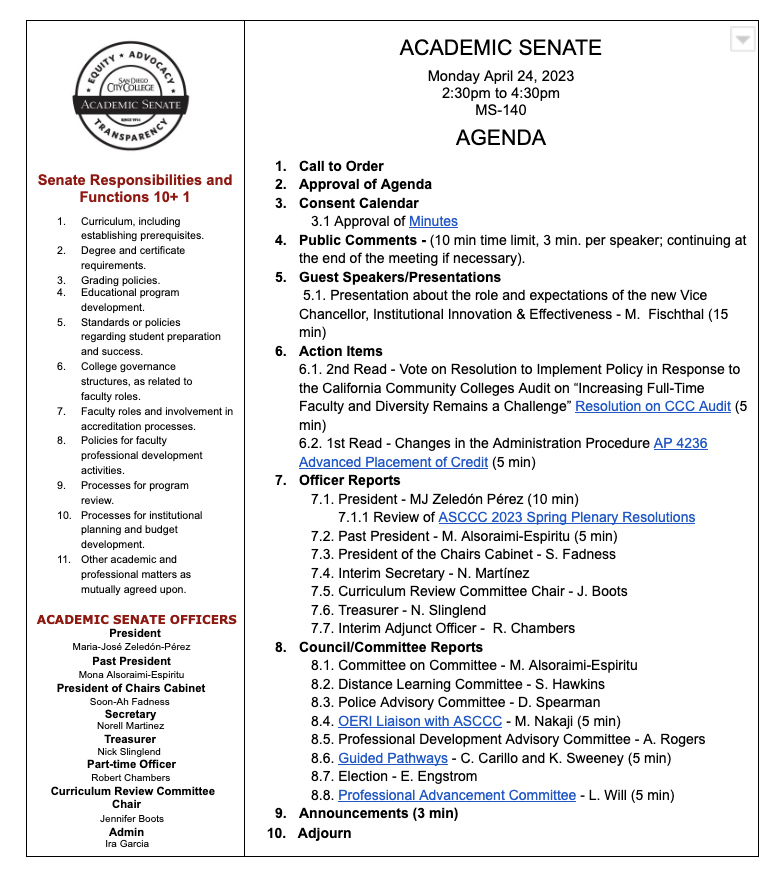 EQUITY ★ ADVOCACY
SAN DIEGO
CITY COLLEGE
ACADEMIC SENATE
SINCE 1914
TRANSPARENCY
Senate Responsibilities and
Functions 10+ 1
1. Curriculum, including
establishing prerequisites.
2. Degree and certificate
requirements.
3. Grading policies.
4. Educational program
development.
5. Standards or policies
regarding student preparation
and success.
6. College governance
structures, as related to
faculty roles.
7. Faculty roles and involvement in
accreditation processes.
8. Policies for faculty
professional development
activities.
9. Processes for program
review.
10. Processes for institutional
planning and budget
development.
11. Other academic and
professional matters as
mutually agreed upon.
ACADEMIC SENATE OFFICERS
President
Maria-José Zeledón-Pérez
Past President
Mona Alsoraimi-Espiritu
President of Chairs Cabinet
Soon-Ah Fadness
Secretary
Norell Martinez
Treasurer
Nick Slinglend
Part-time Officer
Robert Chambers
Curriculum Review Committee
Chair
Jennifer Boots
Admin
Ira Garcia
ACADEMIC SENATE
Monday April 24, 2023
2:30pm to 4:30pm
MS-140
AGENDA
1. Call to Order
2. Approval of Agenda
3. Consent Calendar
3.1 Approval of Minutes
4. Public Comments - (10 min time limit, 3 min. per speaker; continuing at
the end of the meeting if necessary).
5. Guest Speakers/Presentations
5.1. Presentation about the role and expectations of the new Vice
Chancellor, Institutional Innovation & Effectiveness - M. Fischthal (15
min)
6. Action Items
6.1. 2nd Read - Vote on Resolution to Implement Policy in Response to
the California Community Colleges Audit on “Increasing Full-Time
Faculty and Diversity Remains a Challenge” Resolution on CCC Audit (5
min)
6.2. 1st Read - Changes in the Administration Procedure AP 4236
Advanced Placement of Credit (5 min)
7. Officer Reports
7.1. President - MJ Zeledón Pérez (10 min)
7.1.1 Review of ASCCC 2023 Spring Plenary Resolutions
7.2. Past President - M. Alsoraimi-Espiritu (5 min)
7.3. President of the Chairs Cabinet - S. Fadness
7.4. Interim Secretary - N. Martínez
7.5. Curriculum Review Committee Chair - J. Boots
7.6. Treasurer - N. Slinglend
7.7. Interim Adjunct Officer - R. Chambers
8. Council/Committee Reports
8.1. Committee on Committee - M. Alsoraimi-Espiritu
8.2. Distance Learning Committee - S. Hawkins
8.3. Police Advisory Committee - D. Spearman
8.4. OERI Liaison with ASCCC - M. Nakaji (5 min)
8.5. Professional Development Advisory Committee - A. Rogers
8.6. Guided Pathways - C. Carillo and K. Sweeney (5 min)
8.7. Election - E. Engstrom
8.8. Professional Advancement Committee - L. Will (5 min)
9. Announcements (3 min)
10. Adjourn